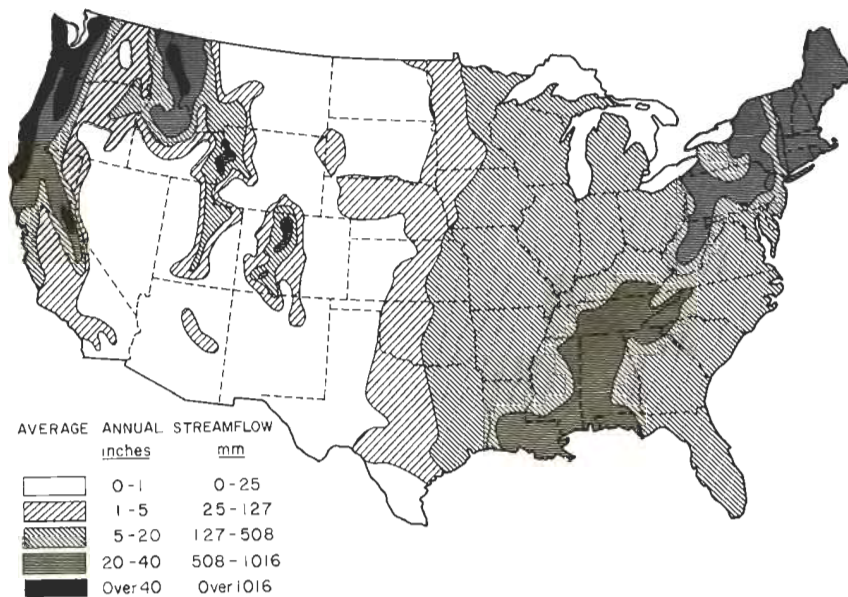 AVERAGE ANNUAL STREAMFLOW
inches mm
0-1 0-25
1-5 25-127
5-20 127-508
20-40 508-1016
Over 40 Over 1016